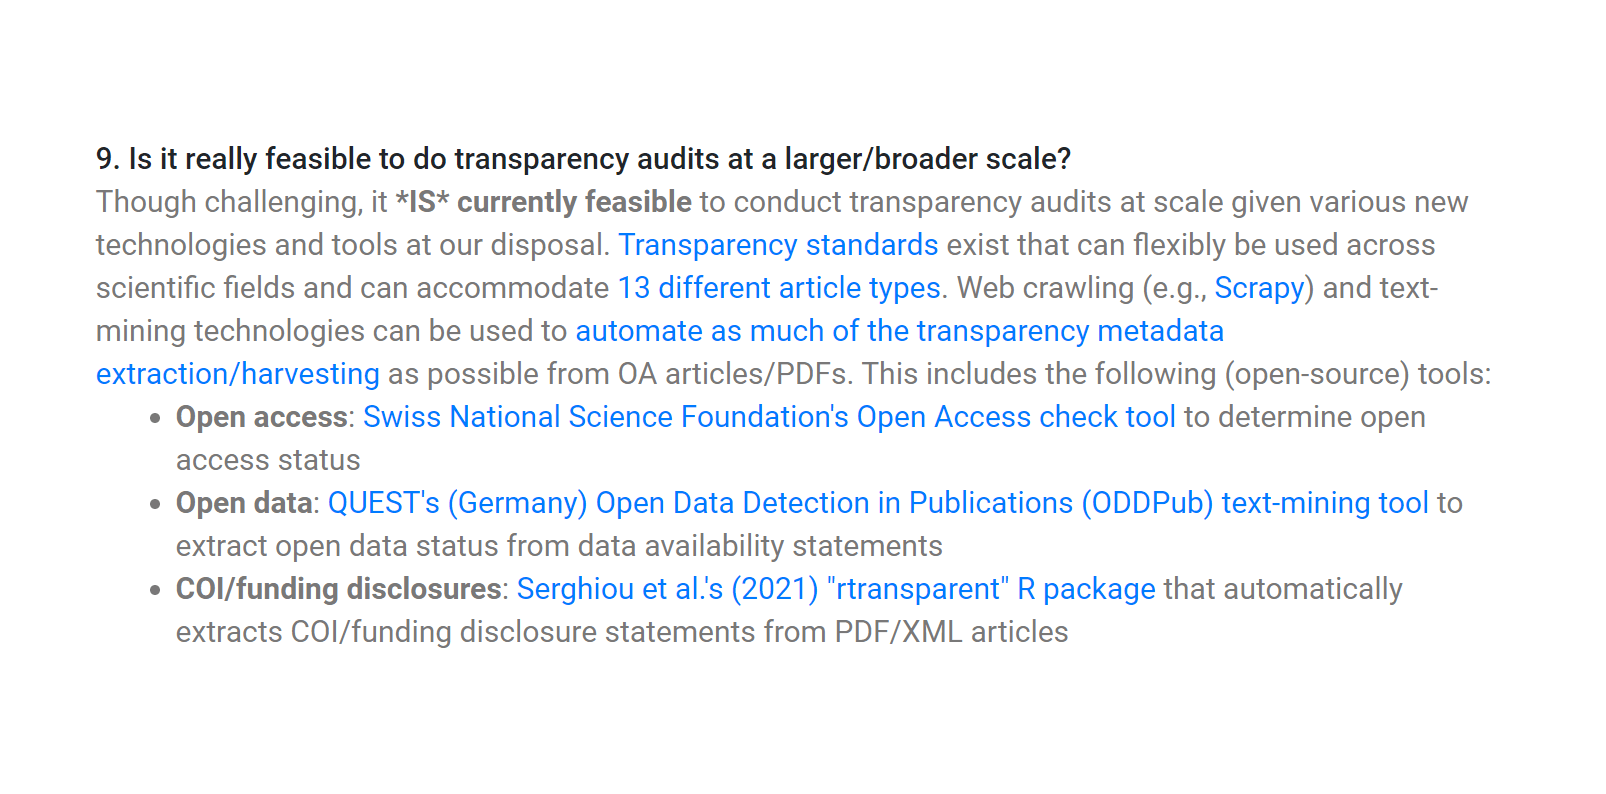 9. Is it really feasible to do transparency audits at a larger/broader scale?
Though challenging, it *IS* currently feasible to conduct transparency audits at scale given various new
technologies and tools at our disposal. Transparency standards exist that can flexibly be used across
scientific fields and can accommodate 13 different article types. Web crawling (e.g., Scrapy) and text-
mining technologies can be used to automate as much of the transparency metadata
extraction/harvesting as possible from OA articles/PDFs. This includes the following (open-source) tools:
• Open access: Swiss National Science Foundation's Open Access check tool to determine open
access status
• Open data: QUEST's (Germany) Open Data Detection in Publications (ODDPub) text-mining tool to
extract open data status from data availability statements
• COI/funding disclosures: Serghiou et al.'s (2021) "rtransparent" R package that automatically
extracts COI/funding disclosure statements from PDF/XML articles